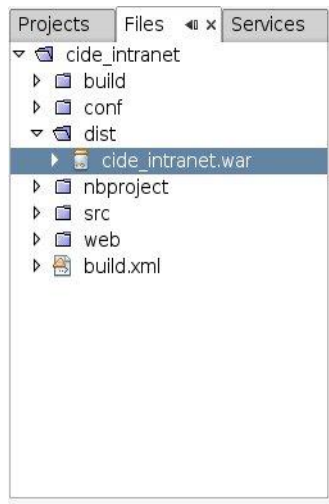 Projects Files Services
cide_intranet
build
conf
dist
cide_intranet.war
nbproject
src
web
build.xml